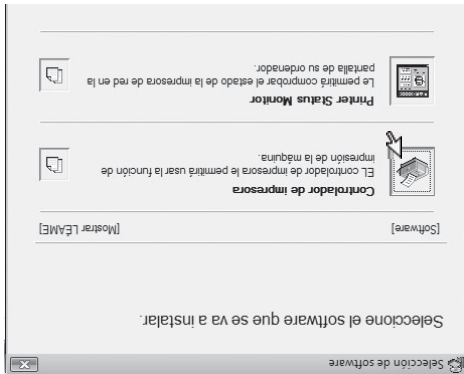 Selección de software
Seleccione el software que se va a instalar.
[Software]
[Mostrar LÉAME]
Controlador de impresora
EL controlador de impresora le permitirá usar la función de
impresión de la máquina.
Printer Status Monitor
Le permitirá comprobar el estado de la impresora de red en la
pantalla de su ordenador.